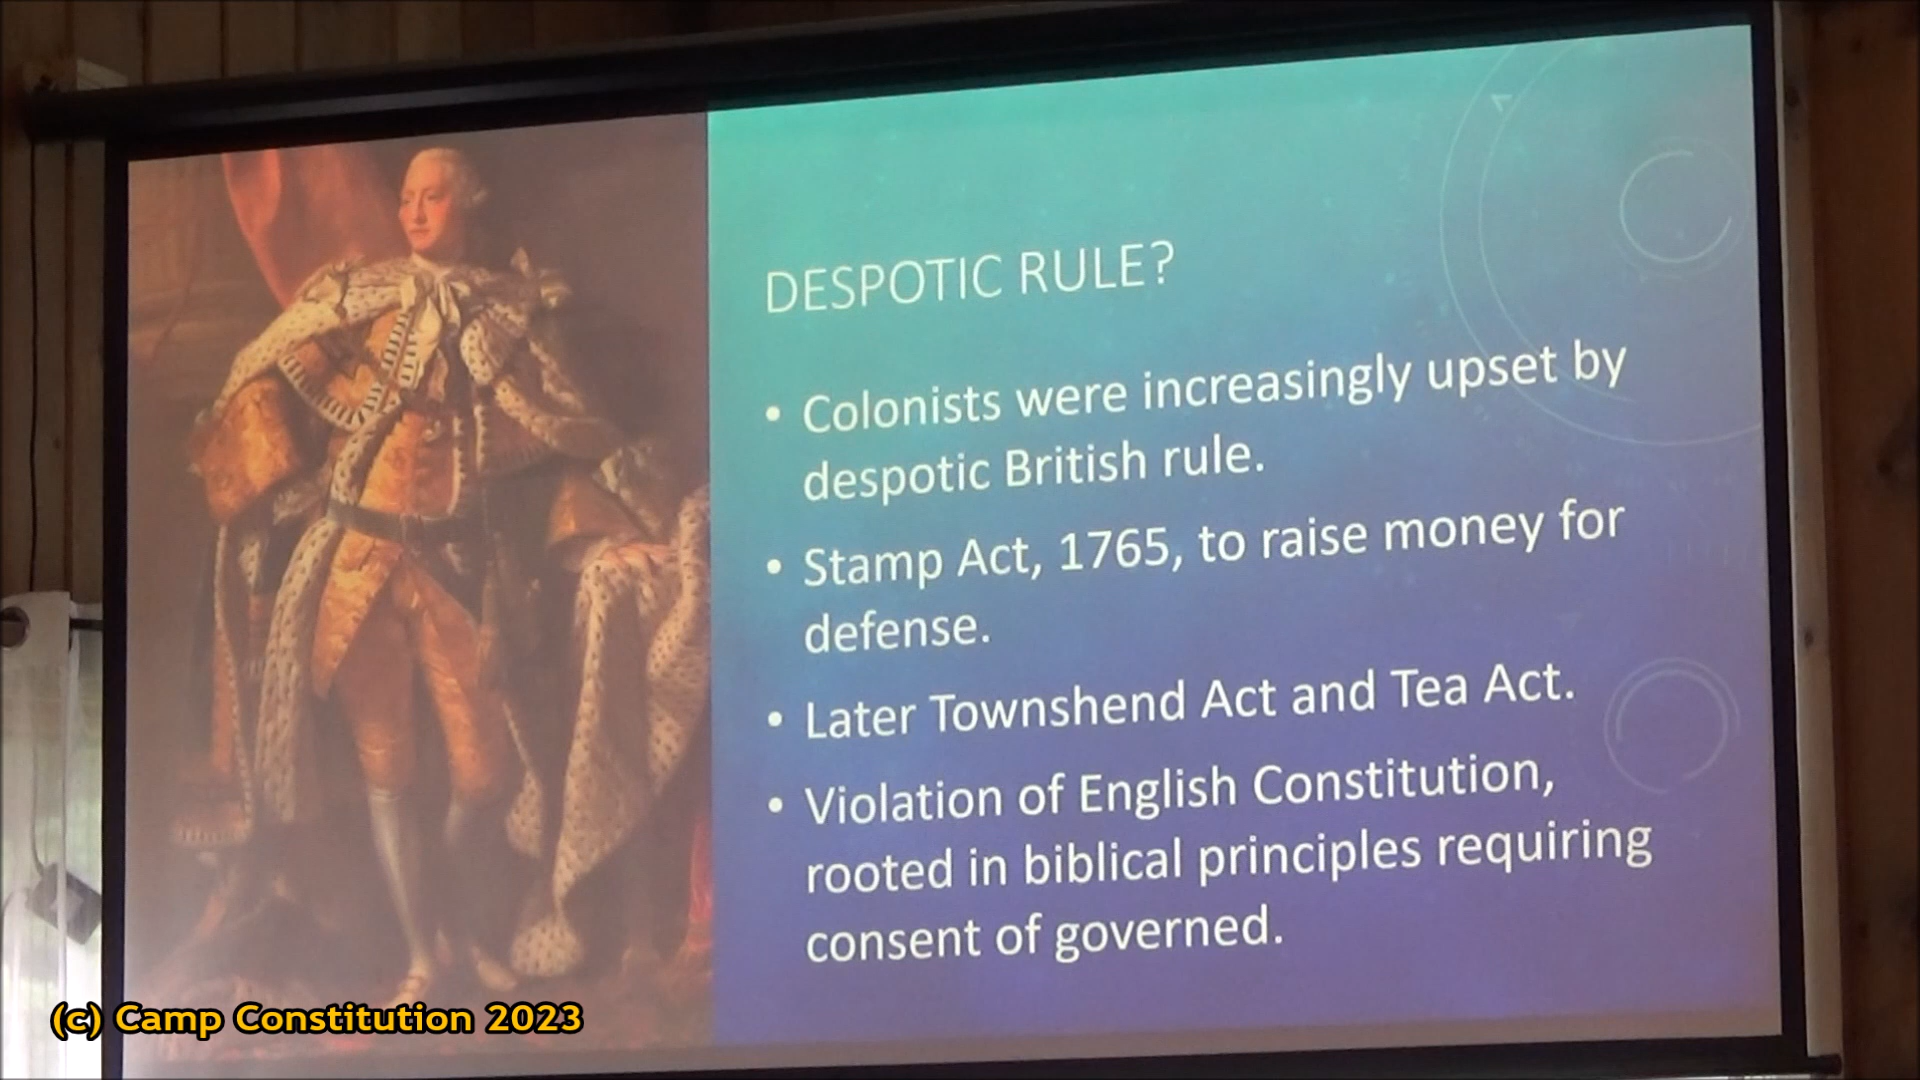 DESPOTIC RULE?
• Colonists were increasingly upset by
despotic British rule.
• Stamp Act, 1765, to raise money for
defense.
• Later Townshend Act and Tea Act.
• Violation of English Constitution,
rooted in biblical principles requiring
consent of governed.
(c) Camp Constitution 2023